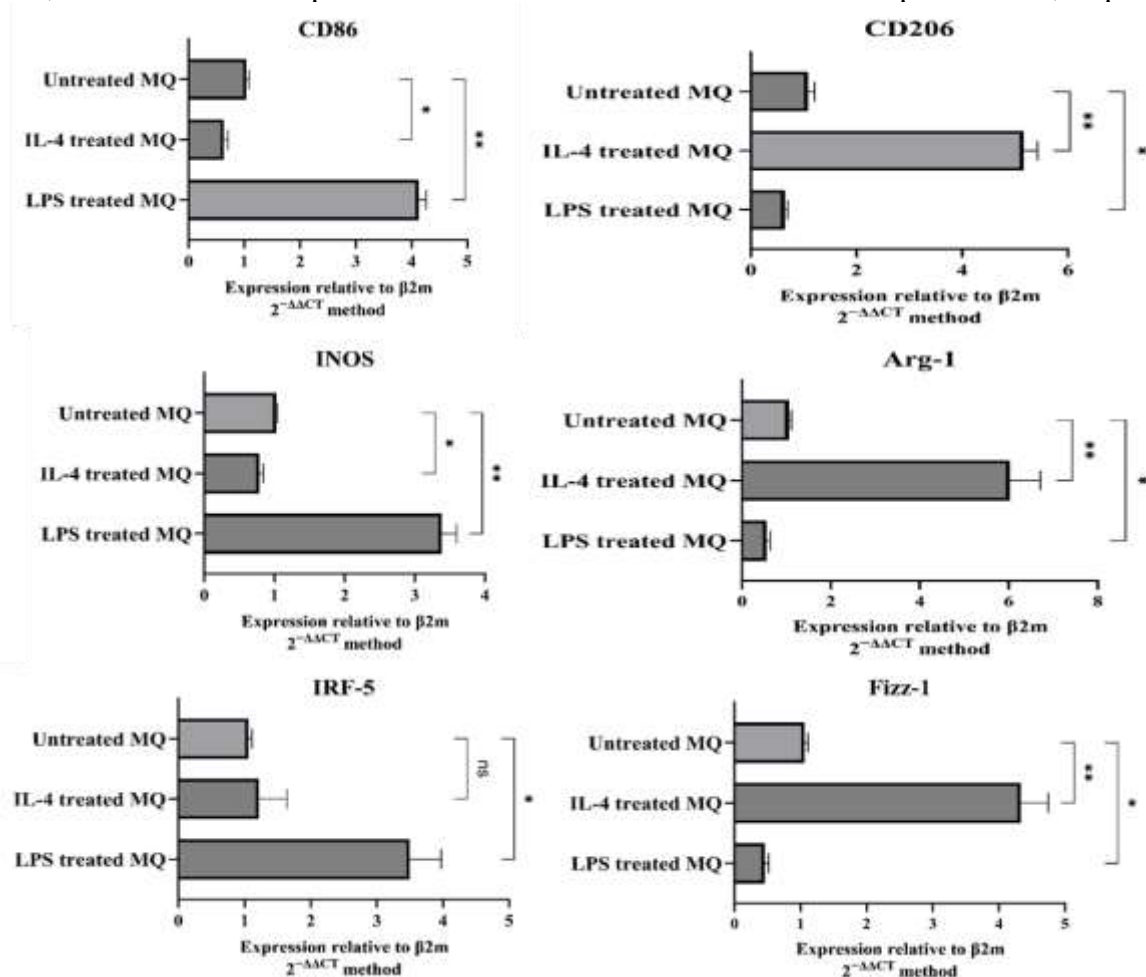 CD86
Untreated MQ
IL-4 treated MQ
LPS treated MQ
*
**
0 1 2 3 4 5
Expression relative to β2m
2−ΔΔCT method
CD206
Untreated MQ
IL-4 treated MQ
LPS treated MQ
**
*
0 2 4 6
Expression relative to β2m
2−ΔΔCT method
INOS
Untreated MQ
IL-4 treated MQ
LPS treated MQ
*
**
0 1 2 3 4
Expression relative to β2m
2−ΔΔCT method
Arg-1
Untreated MQ
IL-4 treated MQ
LPS treated MQ
**
*
0 2 4 6 8
Expression relative to β2m
2−ΔΔCT method
IRF-5
Untreated MQ
IL-4 treated MQ
LPS treated MQ
ns
*
0 1 2 3 4 5
Expression relative to β2m
2−ΔΔCT method
Fizz-1
Untreated MQ
IL-4 treated MQ
LPS treated MQ
**
*
0 1 2 3 4 5
Expression relative to β2m
2−ΔΔCT method